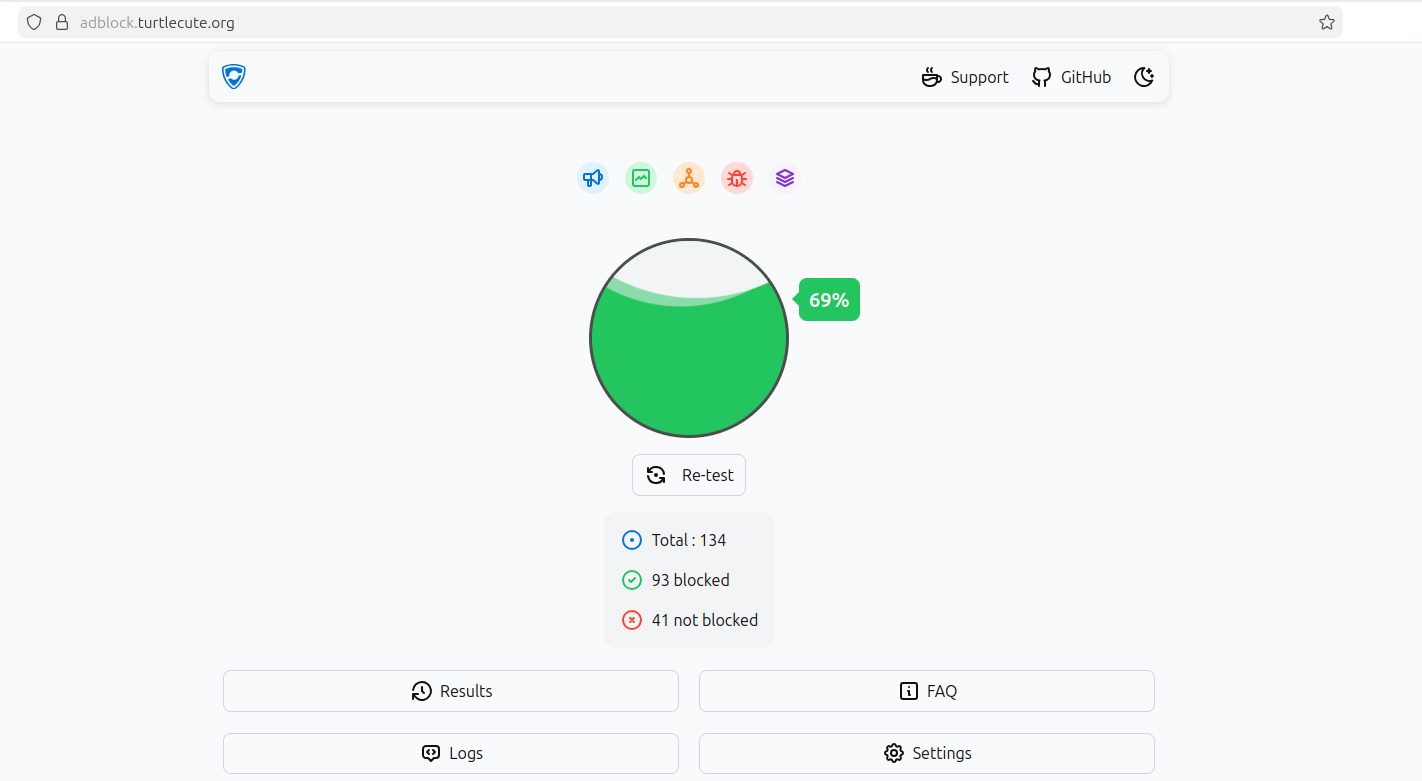 adblock.turtlecute.org
Support GitHub
69%
Re-test
Total : 134
93 blocked
41 not blocked
Results FAQ
Logs Settings